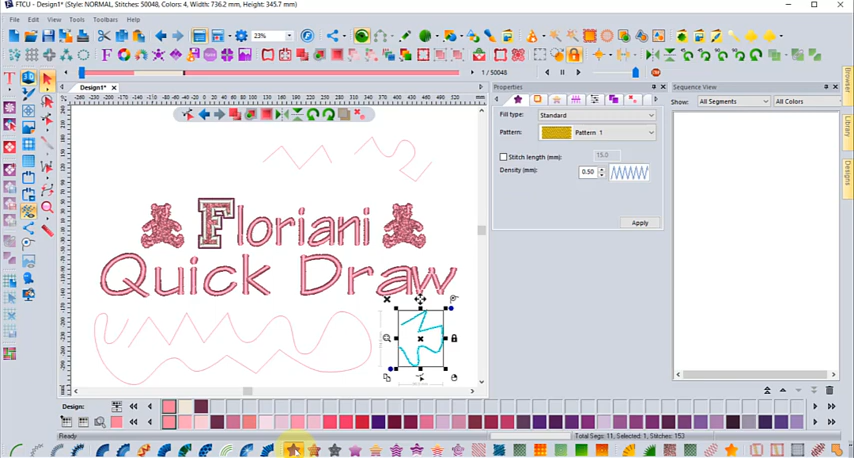 FTCU - Design1* (Style: NORMAL, Stitches: 50048, Colors: 4, Width: 736.2 mm, Height: 345.7 mm)
File Edit View Tools Tabs Help
23%
1 / 50048
Design1*
Properties
Fill type: Standard
Pattern: Pattern 1
Stitch length (mm): 15.0
Density (mm): 0.50
Apply
Sequence View
Show: All Segments All Colors
Browser
Library
Designs
Floriani
Quick Draw
Design:
Ready
Total Segs: 11, Selected: 1, Stitches: 153